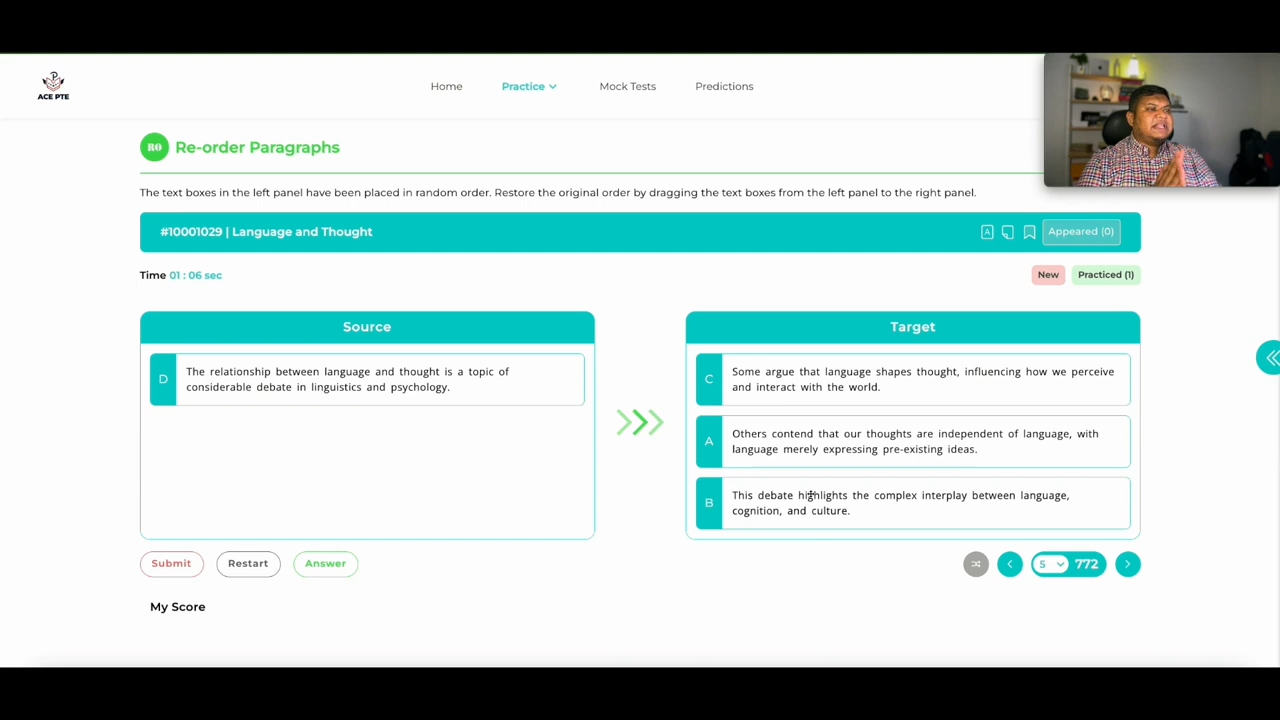 ACE PTE
Home
Practice
Mock Tests
Predictions
RO
Re-order Paragraphs
The text boxes in the left panel have been placed in random order. Restore the original order by dragging the text boxes from the left panel to the right panel.
#10001029 | Language and Thought
A
Appeared (0)
Time 01 : 06 sec
New
Practiced (1)
Source
D
The relationship between language and thought is a topic of
considerable debate in linguistics and psychology.
Target
C
Some argue that language shapes thought, influencing how we perceive
and interact with the world.
A
Others contend that our thoughts are independent of language, with
language merely expressing pre-existing ideas.
B
This debate highlights the complex interplay between language,
cognition, and culture.
Submit
Restart
Answer
5
772
My Score